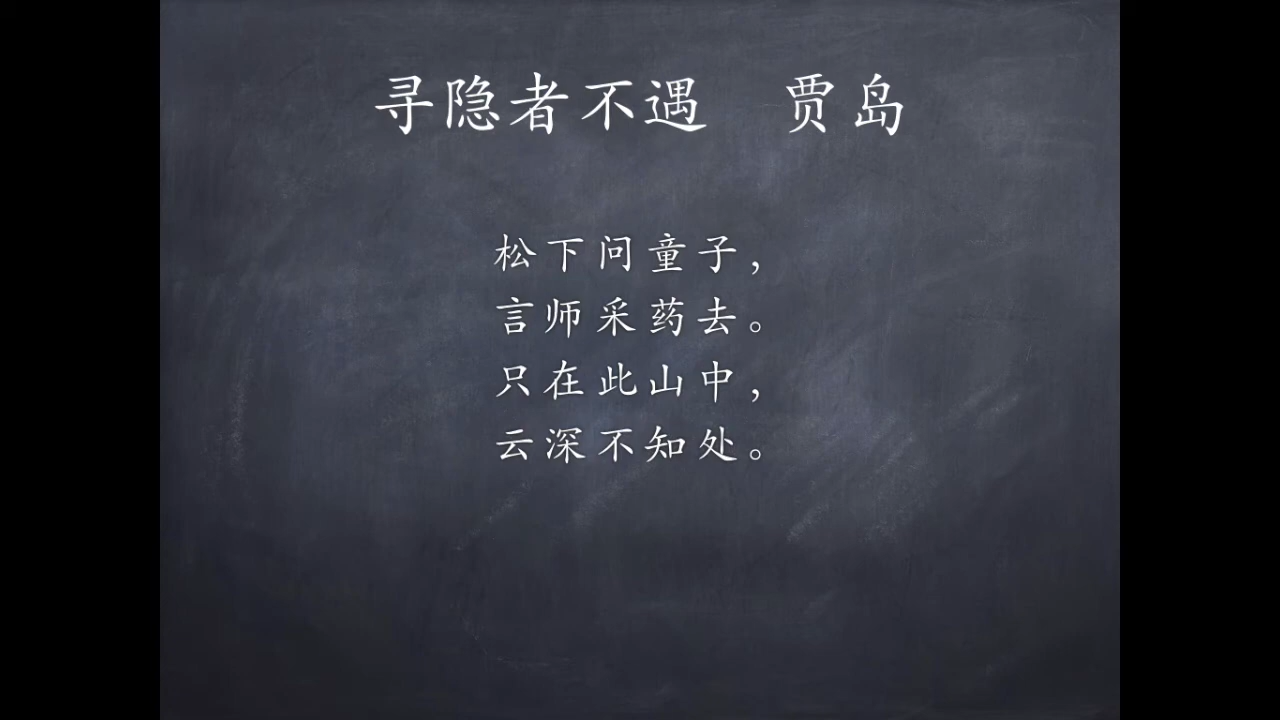 寻隐者不遇　贾岛
松下问童子，
言师采药去。
只在此山中，
云深不知处。